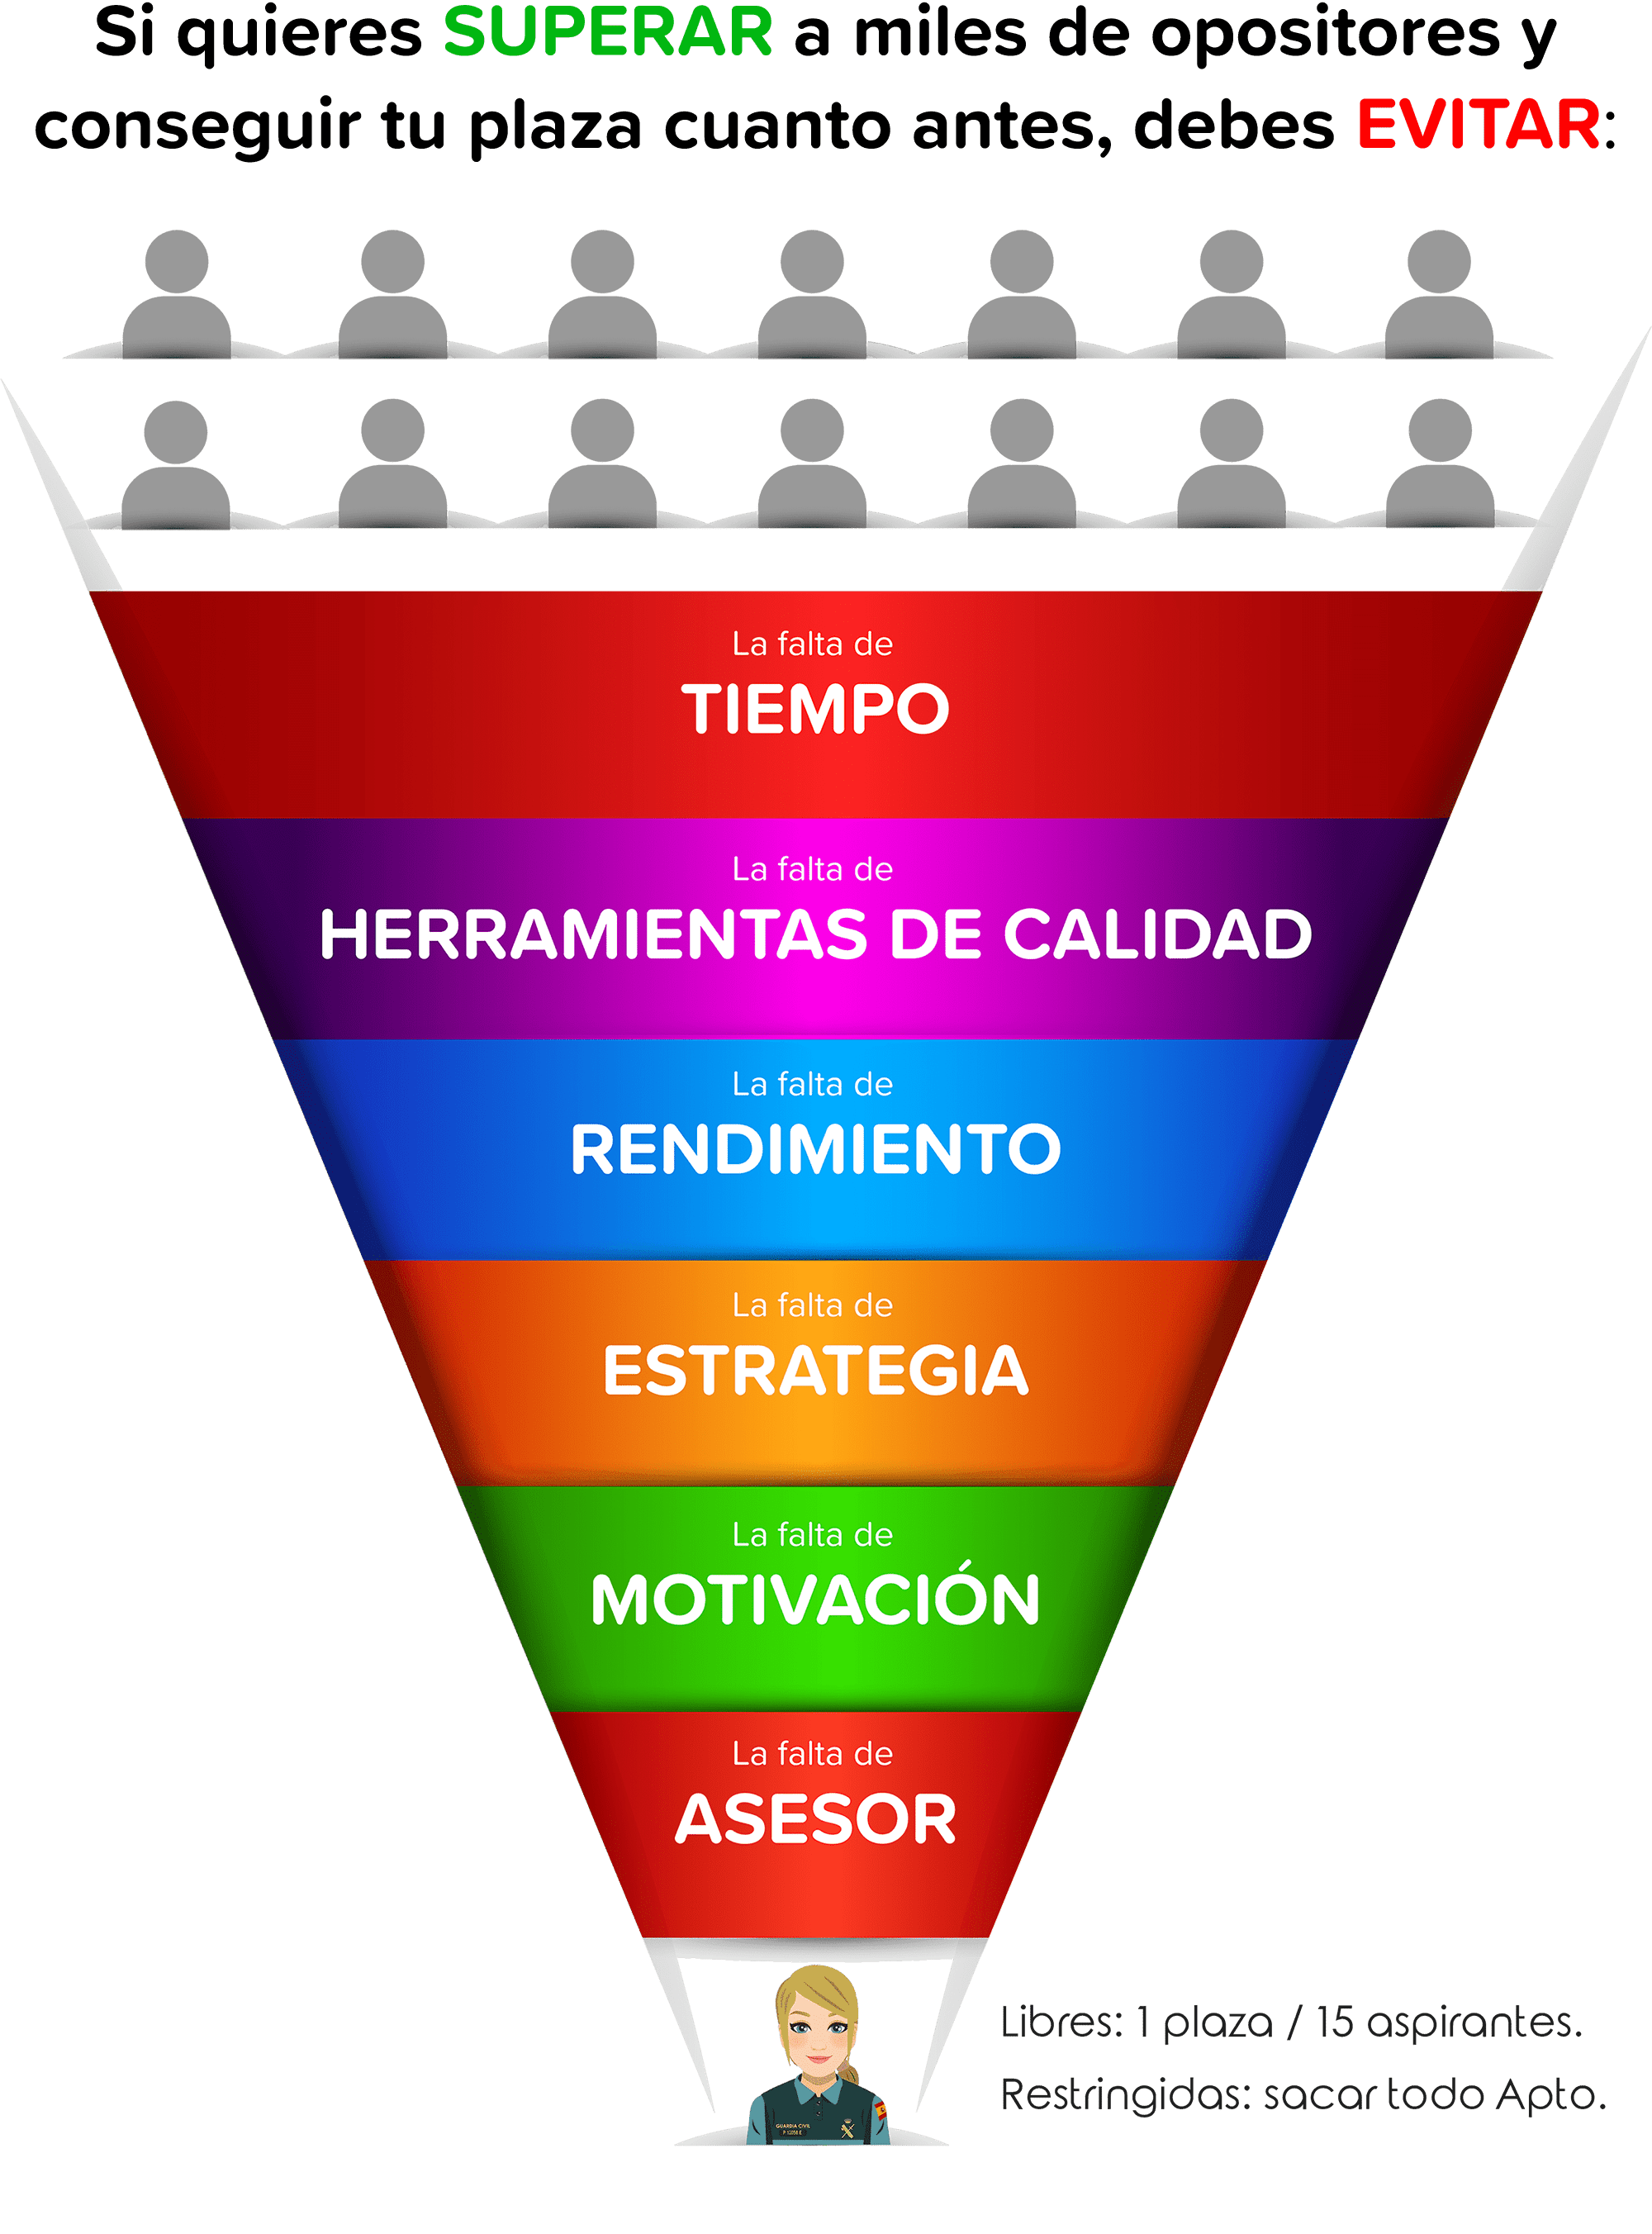 Si quieres SUPERAR a miles de opositores y
conseguir tu plaza cuanto antes, debes EVITAR:
La falta de
TIEMPO
La falta de
HERRAMIENTAS DE CALIDAD
La falta de
RENDIMIENTO
La falta de
ESTRATEGIA
La falta de
MOTIVACIÓN
La falta de
ASESOR
Libres: 1 plaza / 15 aspirantes.
Restringidas: sacar todo Apto.
GUARDIA CIVIL